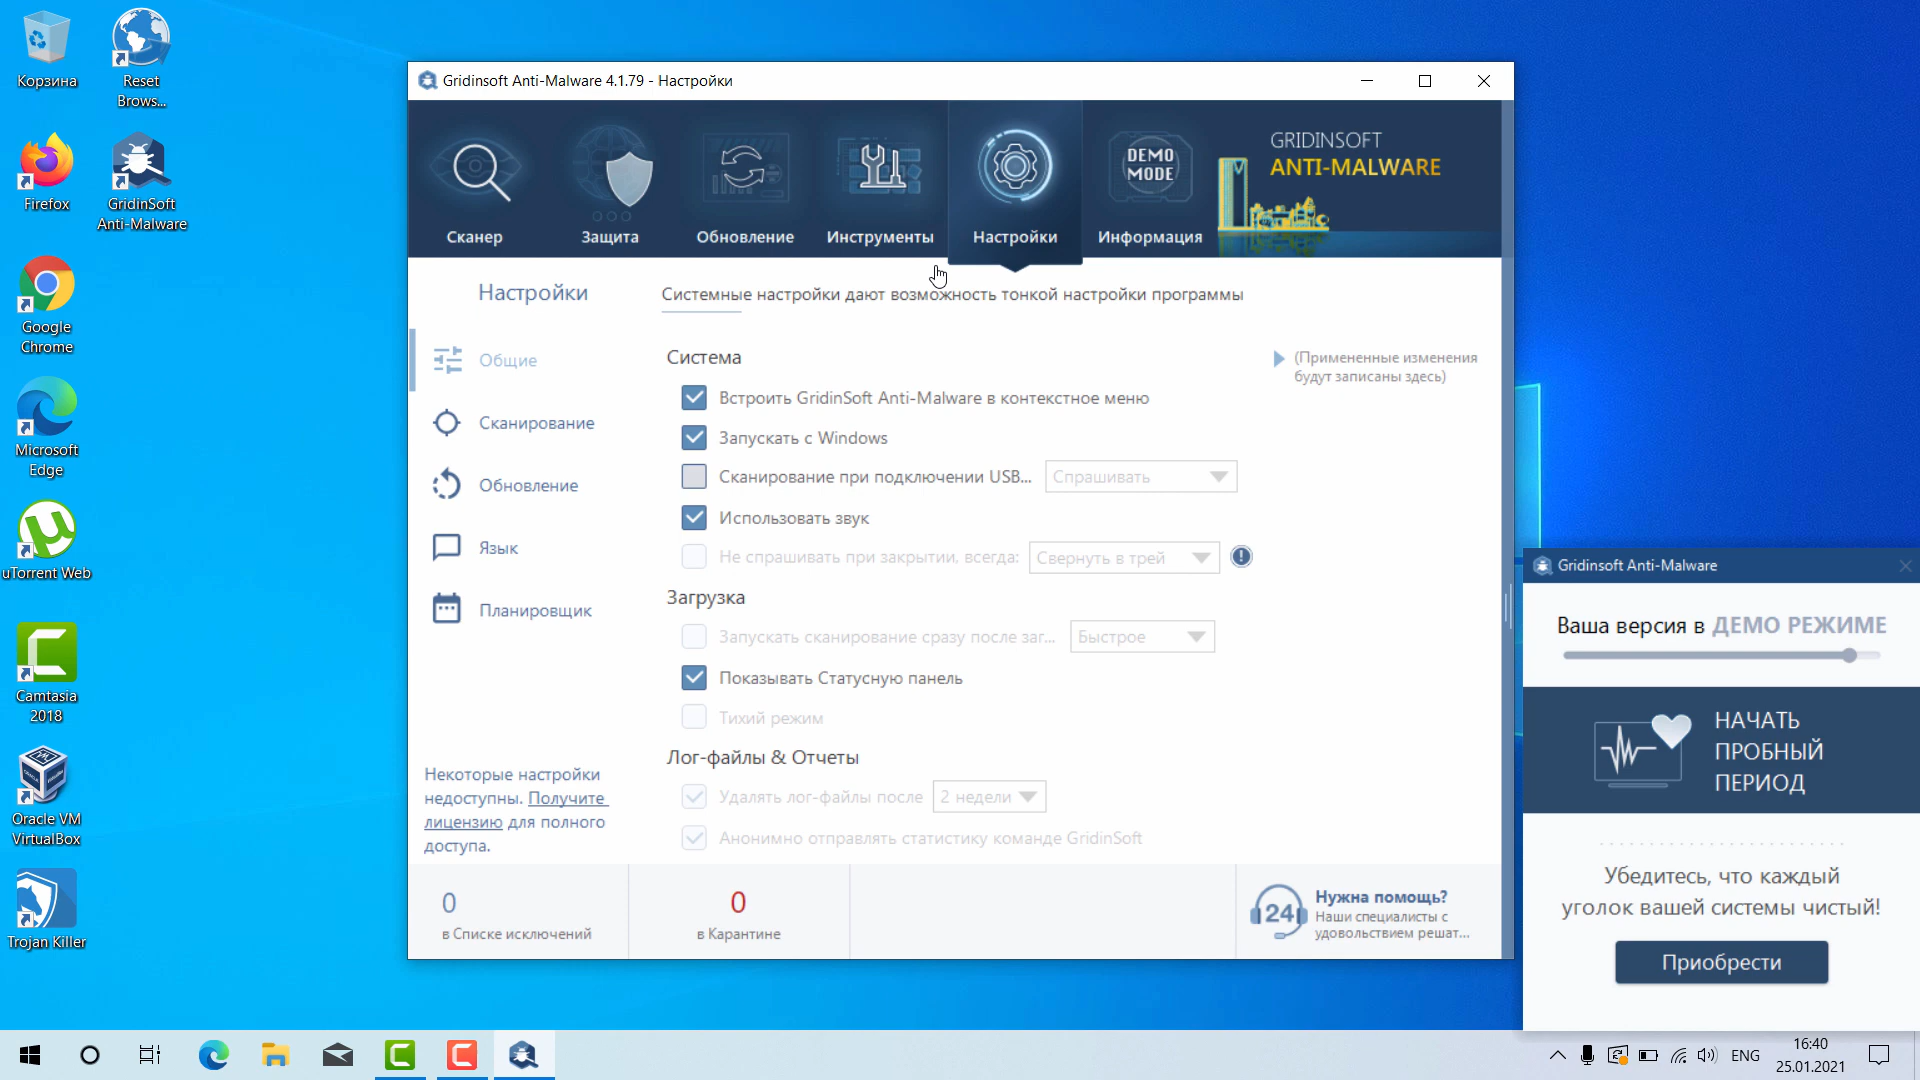 Корзина
Reset
Brows...
Firefox
GridinSoft
Anti-Malware
Google
Chrome
Microsoft
Edge
uTorrent Web
Camtasia
2018
Oracle VM
VirtualBox
Trojan Killer
Gridinsoft Anti-Malware 4.1.79 - Настройки
Сканер
Защита
Обновление
Инструменты
Настройки
DEMO
MODE
Информация
GRIDINSOFT
ANTI-MALWARE
Настройки
Общие
Сканирование
Обновление
Язык
Планировщик
Некоторые настройки
недоступны. Получите
лицензию для полного
доступа.
Системные настройки дают возможность тонкой настройки программы
Система
(Примененные изменения
будут записаны здесь)
Встроить GridinSoft Anti-Malware в контекстное меню
Запускать с Windows
Сканирование при подключении USB... Спрашивать
Использовать звук
Не спрашивать при закрытии, всегда: Свернуть в трей
Загрузка
Запускать сканирование сразу после заг... Быстрое
Показывать Статусную панель
Тихий режим
Лог-файлы & Отчеты
Удалять лог-файлы после 2 недели
Анонимно отправлять статистику команде GridinSoft
0
в Списке исключений
0
в Карантине
24
Нужна помощь?
Наши специалисты с
удовольствием решат...
Gridinsoft Anti-Malware
Ваша версия в ДЕМО РЕЖИМЕ
НАЧАТЬ
ПРОБНЫЙ
ПЕРИОД
Убедитесь, что каждый
уголок вашей системы чистый!
Приобрести
ENG
16:40
25.01.2021